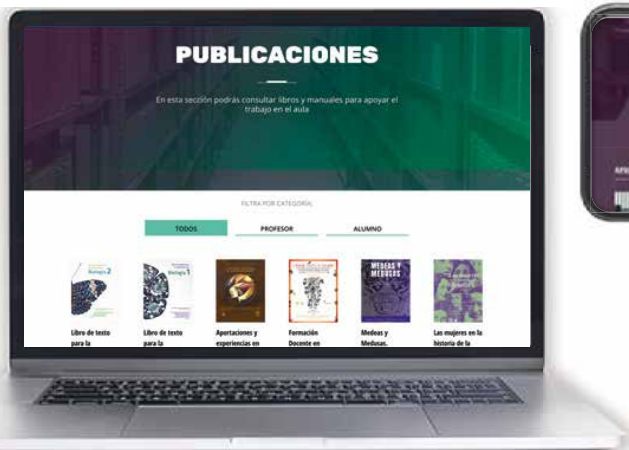 PUBLICACIONES
En esta sección podrás consultar libros y manuales para apoyar el
trabajo en el aula
FILTRA POR CATEGORÍA:
TODOS
PROFESOR
ALUMNO
Biología 2
Biología 1
MEDEAS Y
MEDUSAS
Libro de texto
para la
Libro de texto
para la
Aportaciones y
experiencias en
Formación
Docente en
Medeas y
Medusas.
Las mujeres en la
historia de la